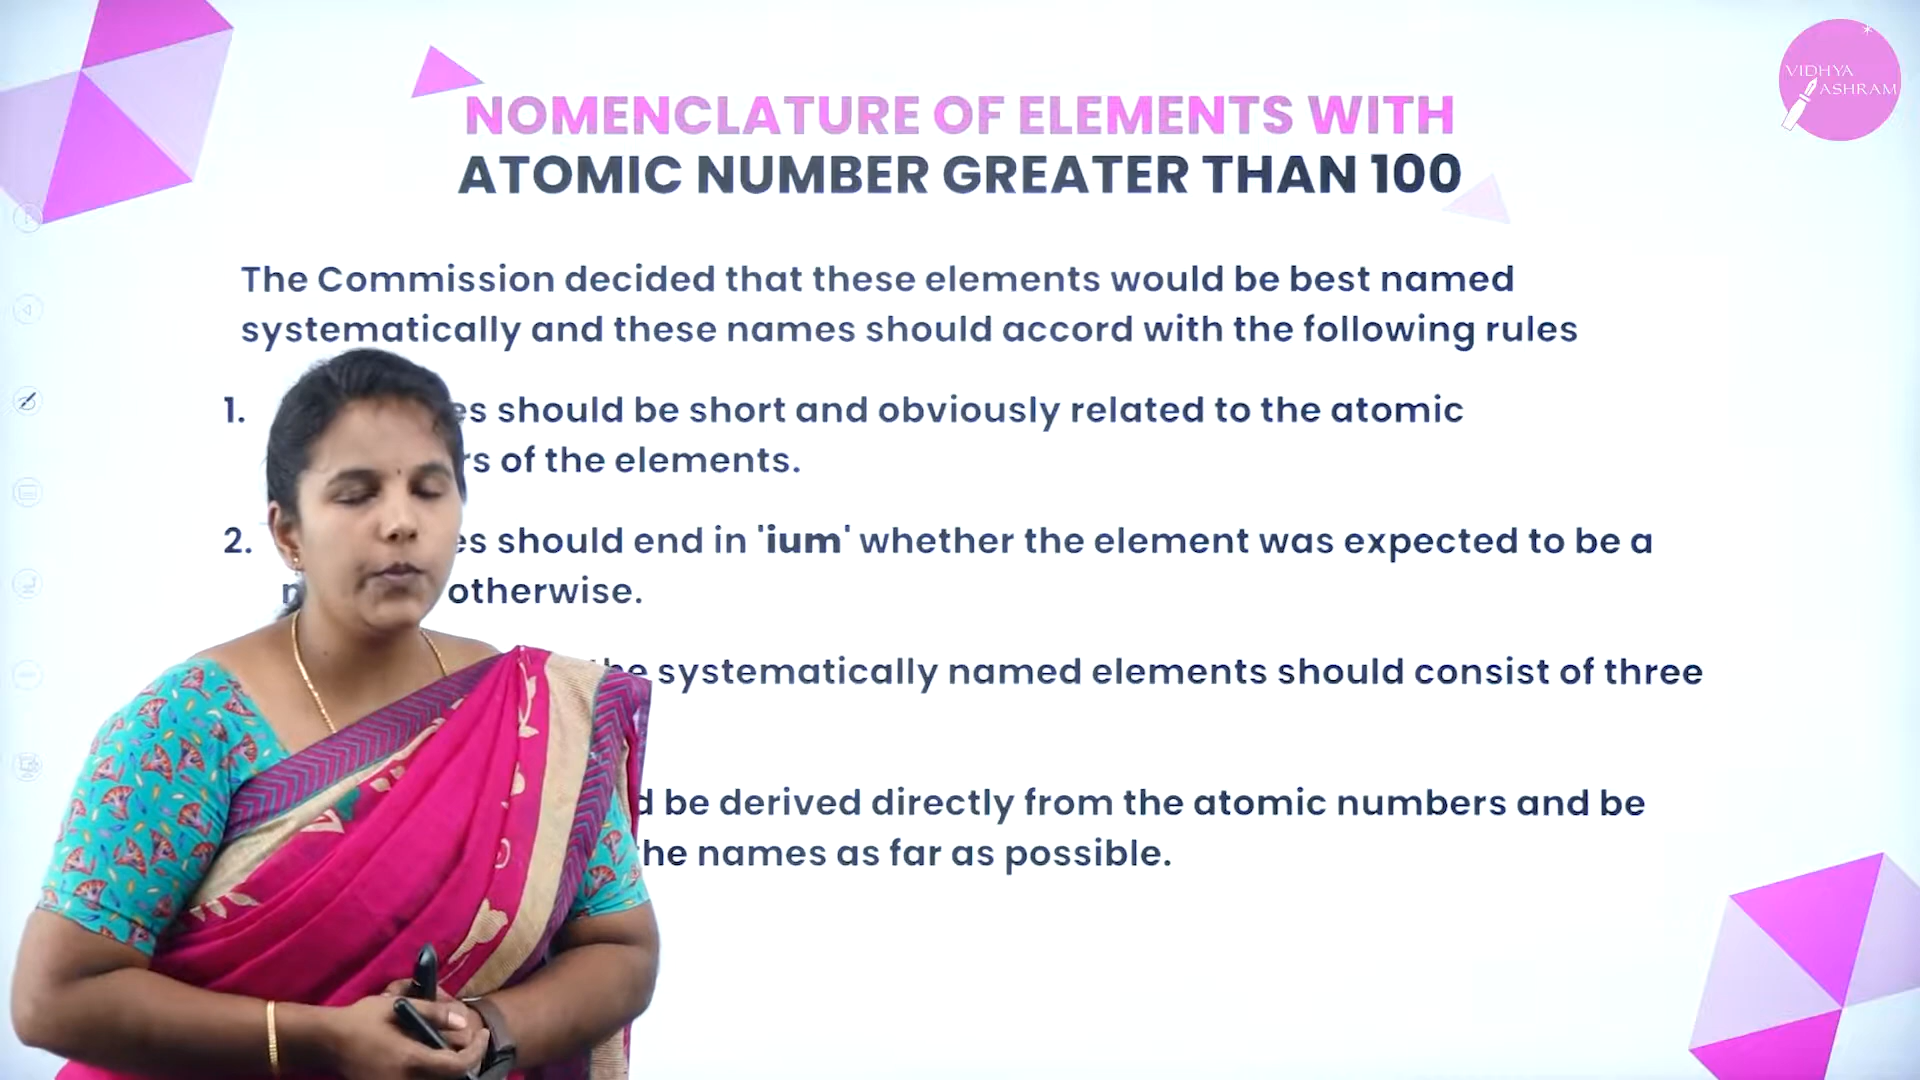 VIDHYA
ASHRAM
NOMENCLATURE OF ELEMENTS WITH
ATOMIC NUMBER GREATER THAN 100
The Commission decided that these elements would be best named
systematically and these names should accord with the following rules
1. should be short and obviously related to the atomic
of the elements.
2. should end in 'ium' whether the element was expected to be a
otherwise.
systematically named elements should consist of three
be derived directly from the atomic numbers and be
the names as far as possible.